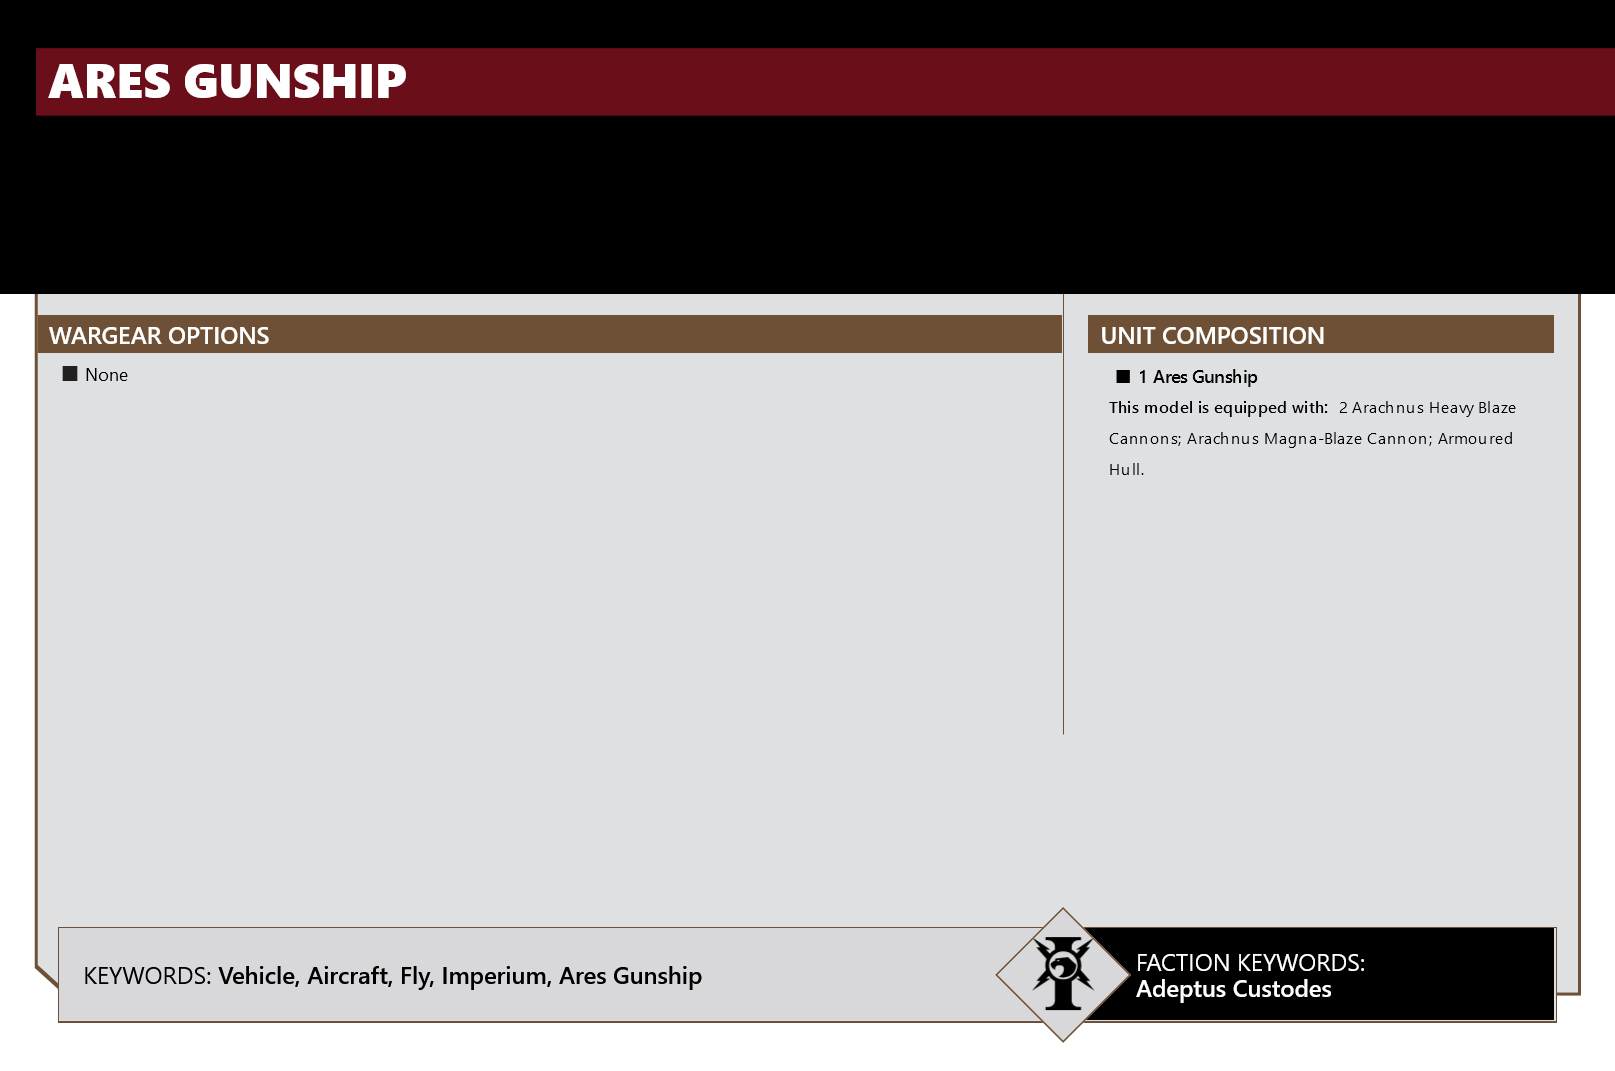 ARES GUNSHIP
WARGEAR OPTIONS
■ None
UNIT COMPOSITION
■ 1 Ares Gunship
This model is equipped with: 2 Arachnus Heavy Blaze
Cannons; Arachnus Magna-Blaze Cannon; Armoured
Hull.
KEYWORDS: Vehicle, Aircraft, Fly, Imperium, Ares Gunship
FACTION KEYWORDS:
Adeptus Custodes